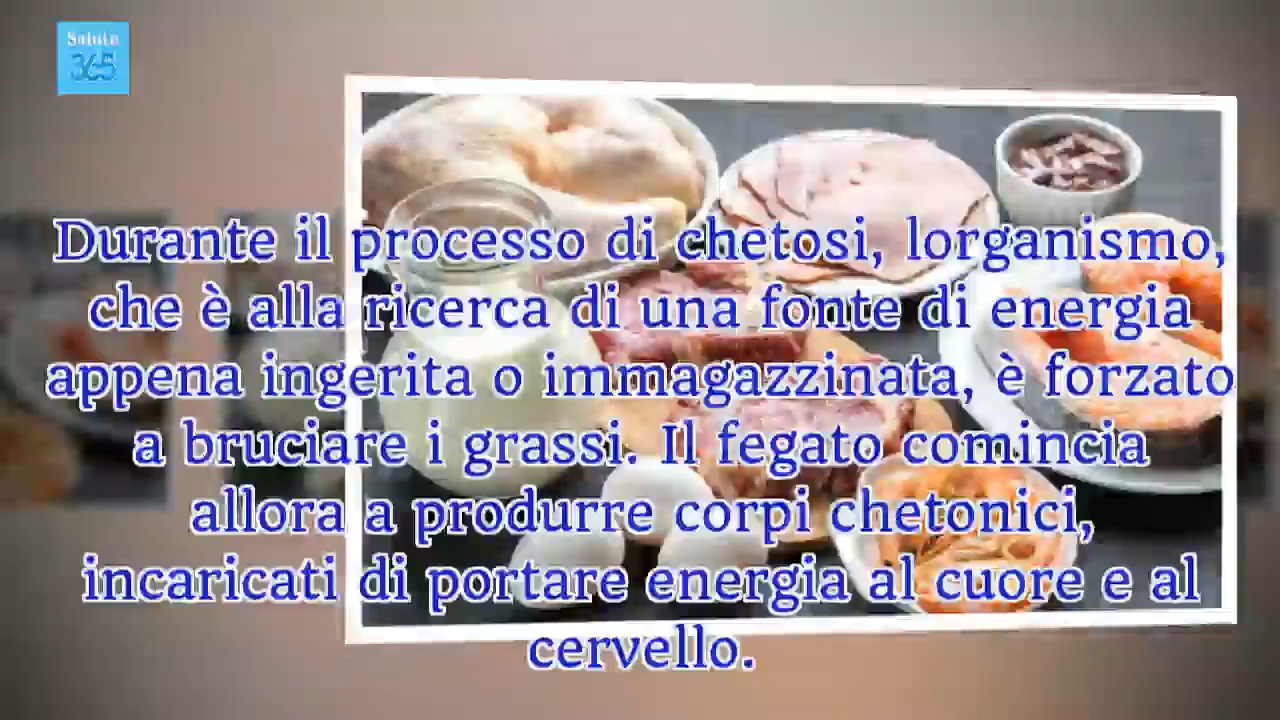 Salute
365
Durante il processo di chetosi, lorganismo,
che è alla ricerca di una fonte di energia
appena ingerita o immagazzinata, è forzato
a bruciare i grassi. Il fegato comincia
allora a produrre corpi chetonici,
incaricati di portare energia al cuore e al
cervello.